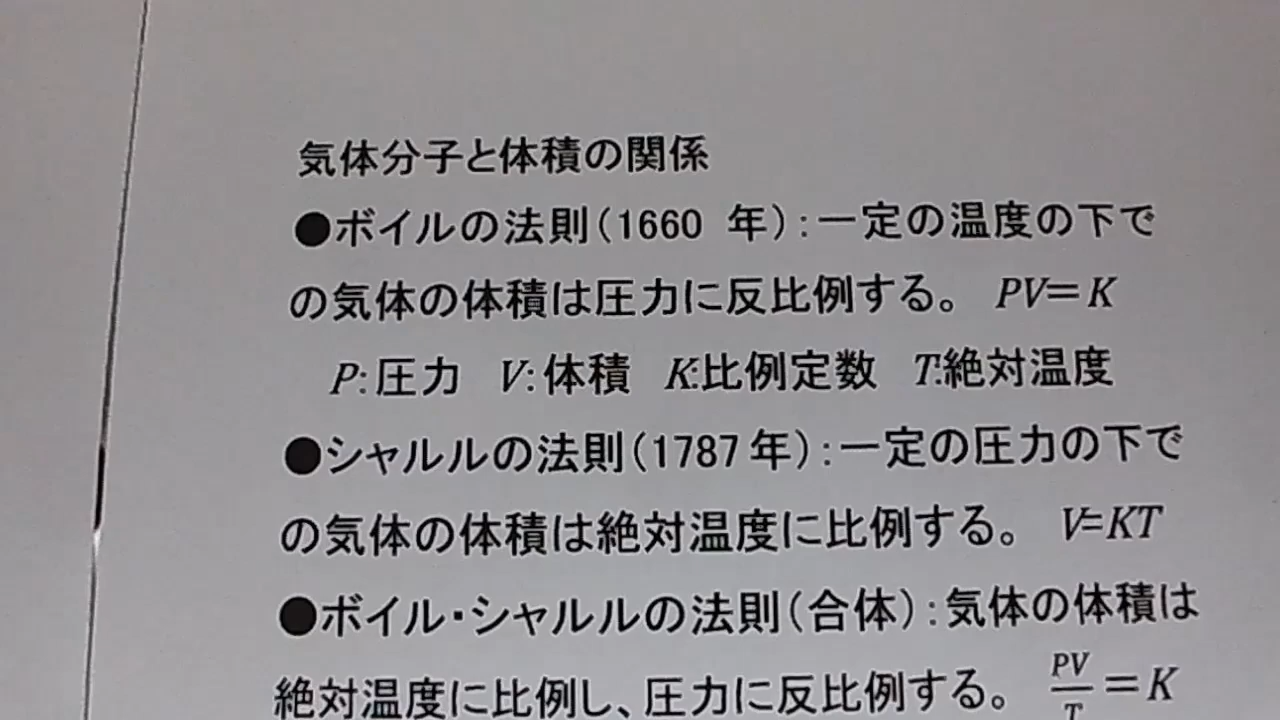 気体分子と体積の関係
●ボイルの法則（1660 年）：一定の温度の下で
の気体の体積は圧力に反比例する。 PV=K
P：圧力 V：体積 K：比例定数 T：絶対温度
●シャルルの法則（1787年）：一定の圧力の下で
の気体の体積は絶対温度に比例する。 V=KT
●ボイル・シャルルの法則（合体）：気体の体積は
絶対温度に比例し、圧力に反比例する。 PV/T=K